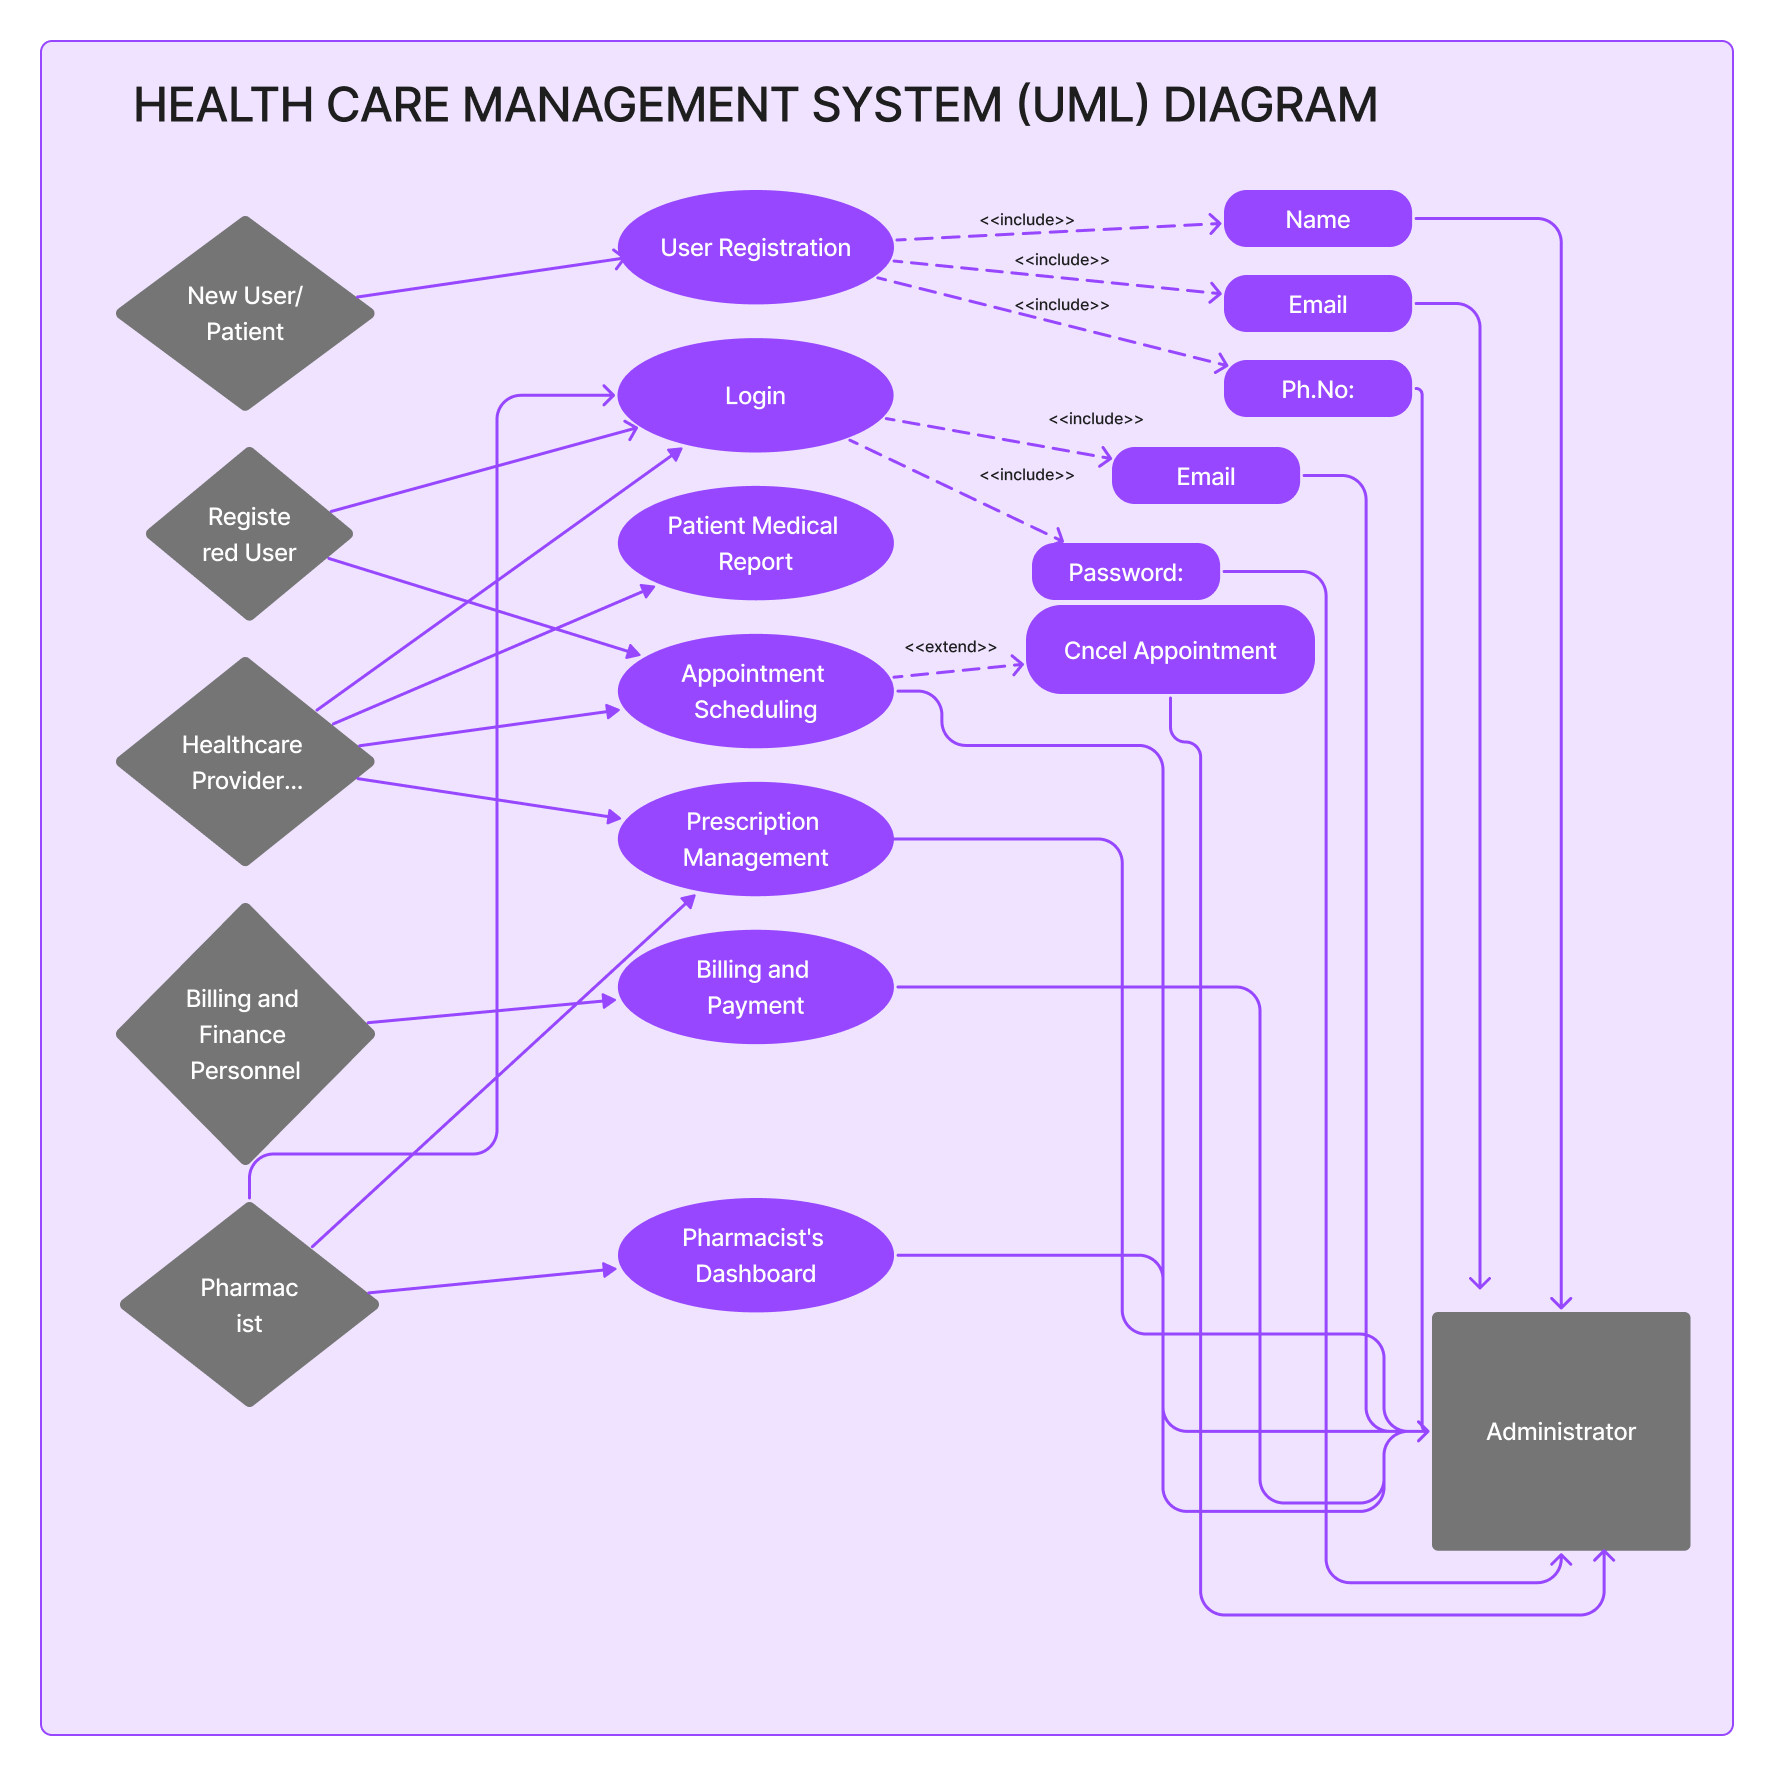 HEALTH CARE MANAGEMENT SYSTEM (UML) DIAGRAM
New User/
Patient
User Registration
<<include>>
Name
<<include>>
Email
<<include>>
Ph.No:
Login
<<include>>
Email
<<include>>
Password:
Registe
red User
Patient Medical
Report
Appointment
Scheduling
<<extend>>
Cncel Appointment
Healthcare
Provider...
Prescription
Management
Billing and
Finance
Personnel
Billing and
Payment
Pharmac
ist
Pharmacist's
Dashboard
Administrator